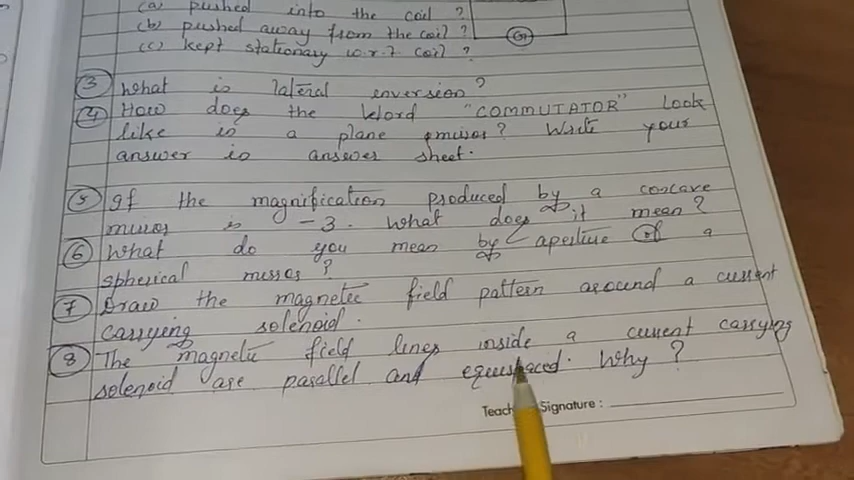 (a) pushed into the coil ?
(b) pushed away from the coil ?
(c) kept stationary w.r.t coil ?
G
3 What is lateral inversion ?
4 How does the Word "COMMUTATOR" Look
like in a plane mirror? Write your
answer in answer sheet.
5 If the magnification produced by a concave
mirror is -3. What does it mean?
6 What do you mean by aperture of a
spherical mirror ?
7 Draw the magnetic field pattern around a current
carrying solenoid.
8 The magnetic field lines inside a current carrying
solenoid are parallel and equispaced. Why ?
Signature :